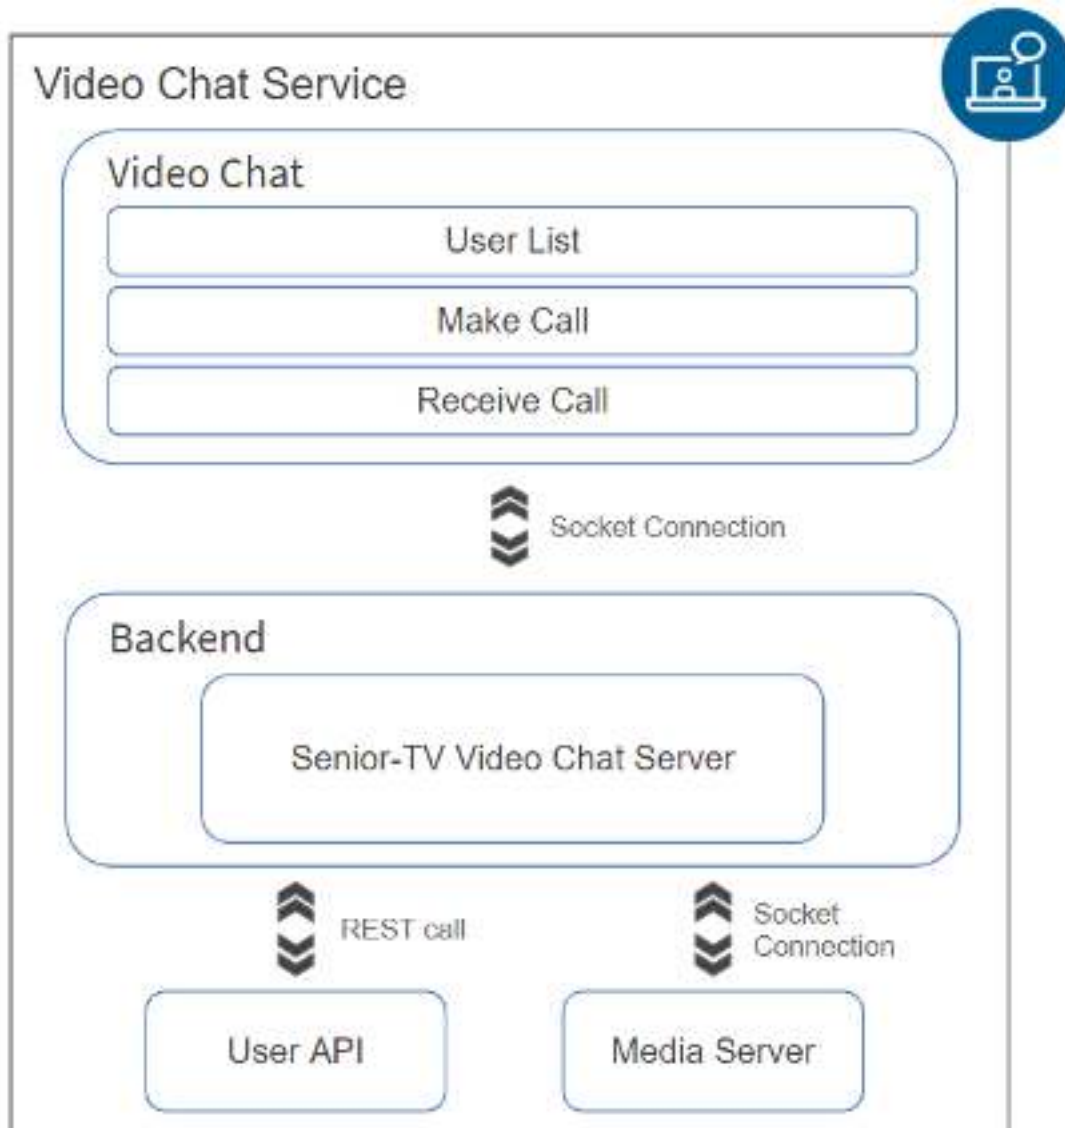 Video Chat Service
Video Chat
User List
Make Call
Receive Call
Socket Connection
Backend
Senior-TV Video Chat Server
REST call
Socket
Connection
User API
Media Server